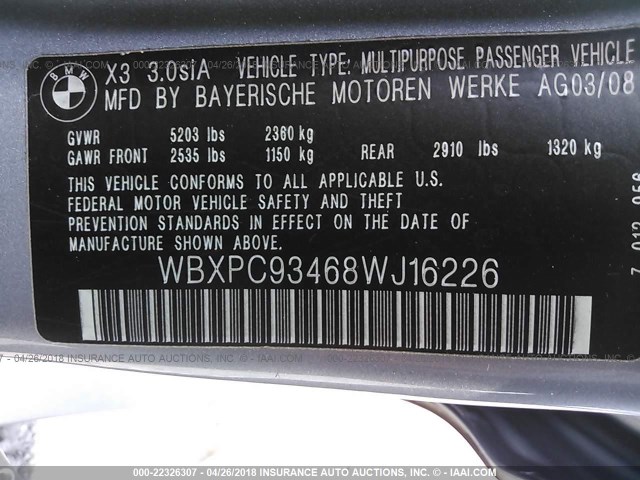 BMW
X3 3.0siA VEHICLE TYPE: MULTIPURPOSE PASSENGER VEHICLE
MFD BY BAYERISCHE MOTOREN WERKE AG03/08
GVWR 5203 lbs 2360 kg
GAWR FRONT 2535 lbs 1150 kg REAR 2910 lbs 1320 kg
THIS VEHICLE CONFORMS TO ALL APPLICABLE U.S.
FEDERAL MOTOR VEHICLE SAFETY AND THEFT
PREVENTION STANDARDS IN EFFECT ON THE DATE OF
MANUFACTURE SHOWN ABOVE.
WBXPC93468WJ16226
000-22326307 - 04/26/2018 INSURANCE AUTO AUCTIONS, INC. - © - IAAI.COM